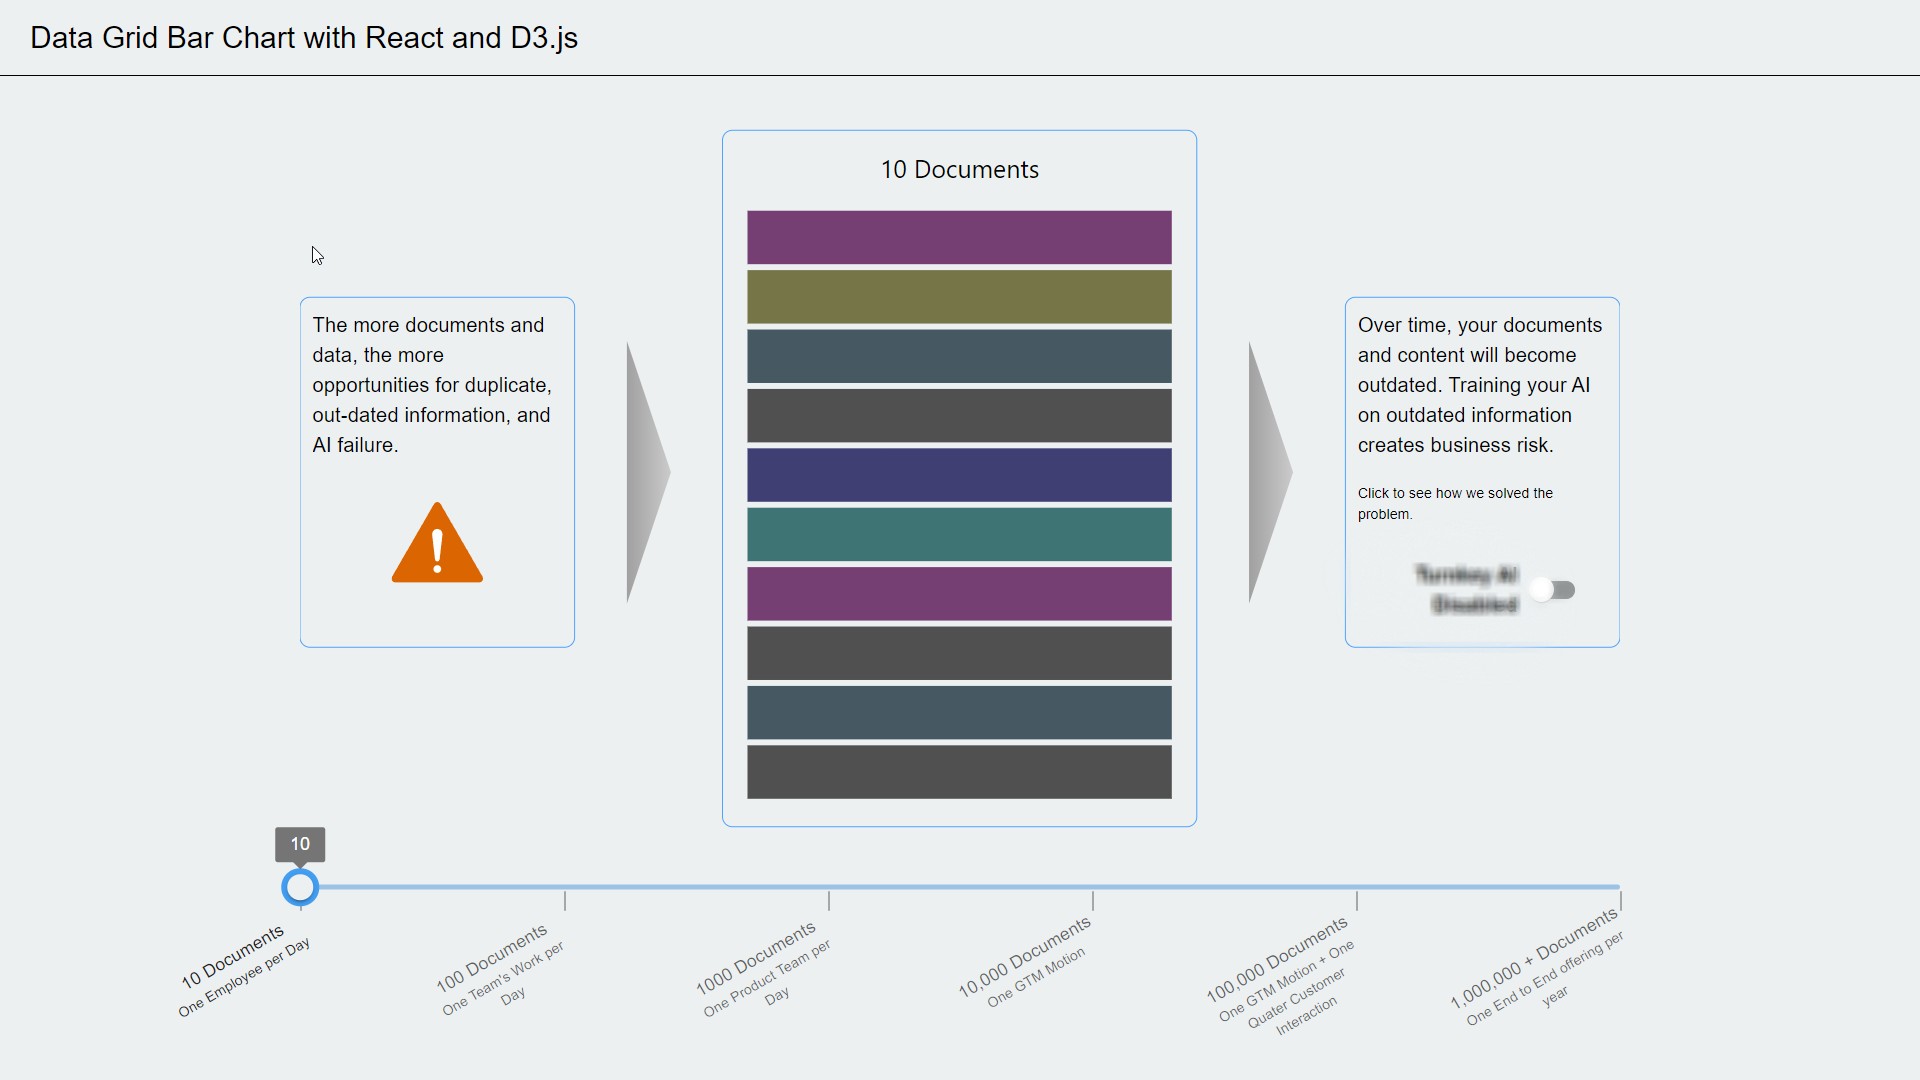 Data Grid Bar Chart with React and D3.js
10 Documents
The more documents and
data, the more
opportunities for duplicate,
out-dated information, and
AI failure.
Over time, your documents
and content will become
outdated. Training your AI
on outdated information
creates business risk.
Click to see how we solved the
problem.
Turnkey AI
Disabled
10
10 Documents
One Employee per Day
100 Documents
One Team's Work per
Day
1000 Documents
One Product Team per
Day
10,000 Documents
One GTM Motion
100,000 Documents
One GTM Motion + One
Quater Customer
Interaction
1,000,000 + Documents
One End to End offering per
year